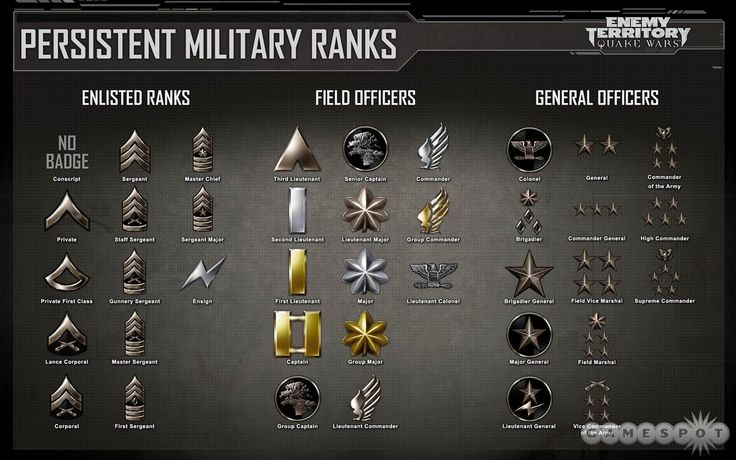 PERSISTENT MILITARY RANKS
ENEMY
TERRITORY
QUAKE WARS
ENLISTED RANKS
FIELD OFFICERS
GENERAL OFFICERS
NO
BADGE
Conscript
Sergeant
Master Chief
Third Lieutenant
Senior Captain
Commander
Colonel
General
Commander
of the Army
Private
Staff Sergeant
Sergeant Major
Second Lieutenant
Lieutenant Major
Group Commander
Brigadier
Commander General
High Commander
Private First Class
Gunnery Sergeant
Ensign
First Lieutenant
Major
Lieutenant Colonel
Brigadier General
Field Vice Marshal
Supreme Commander
Lance Corporal
Master Sergeant
Captain
Group Major
Major General
Field Marshal
Corporal
First Sergeant
Group Captain
Lieutenant Commander
Lieutenant General
Vice Commander
of the Army
GAMESPOT